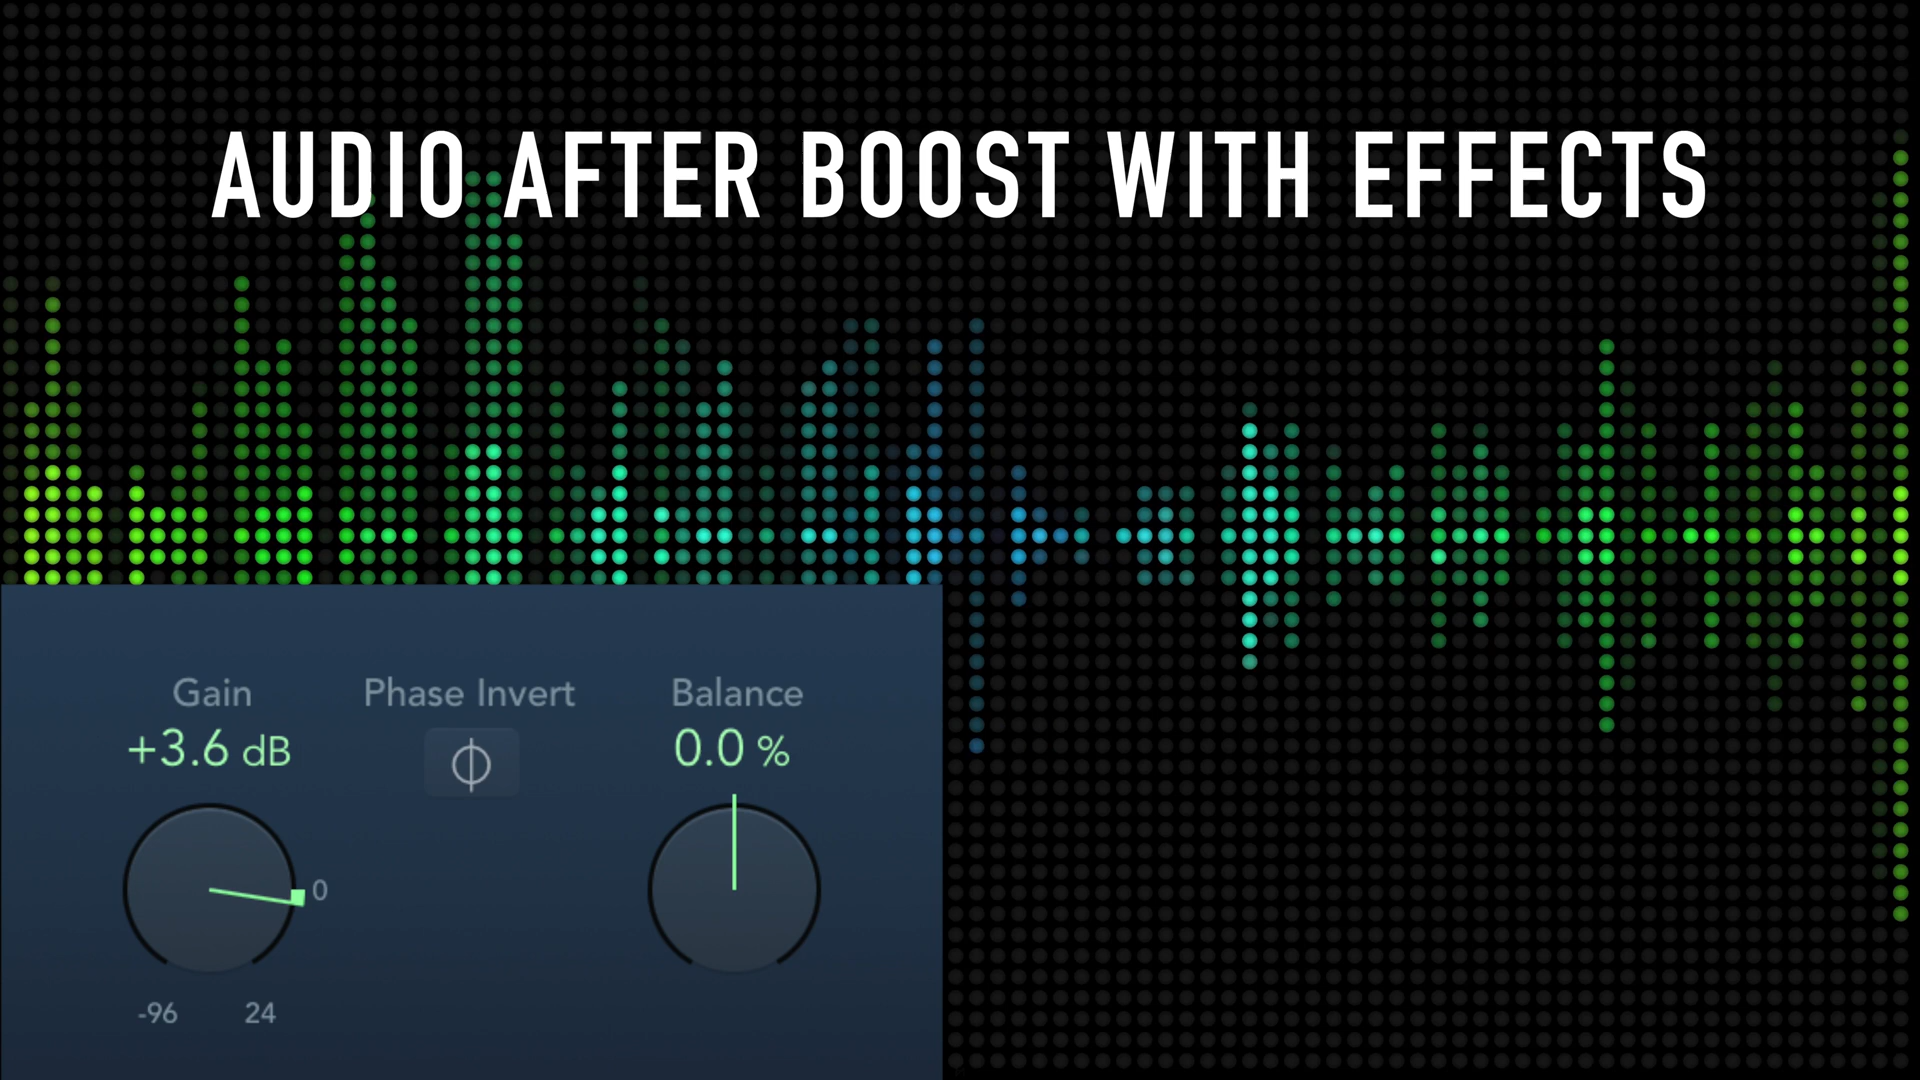 AUDIO AFTER BOOST WITH EFFECTS
Gain Phase Invert Balance
+3.6 dB 0.0 %
0
-96 24